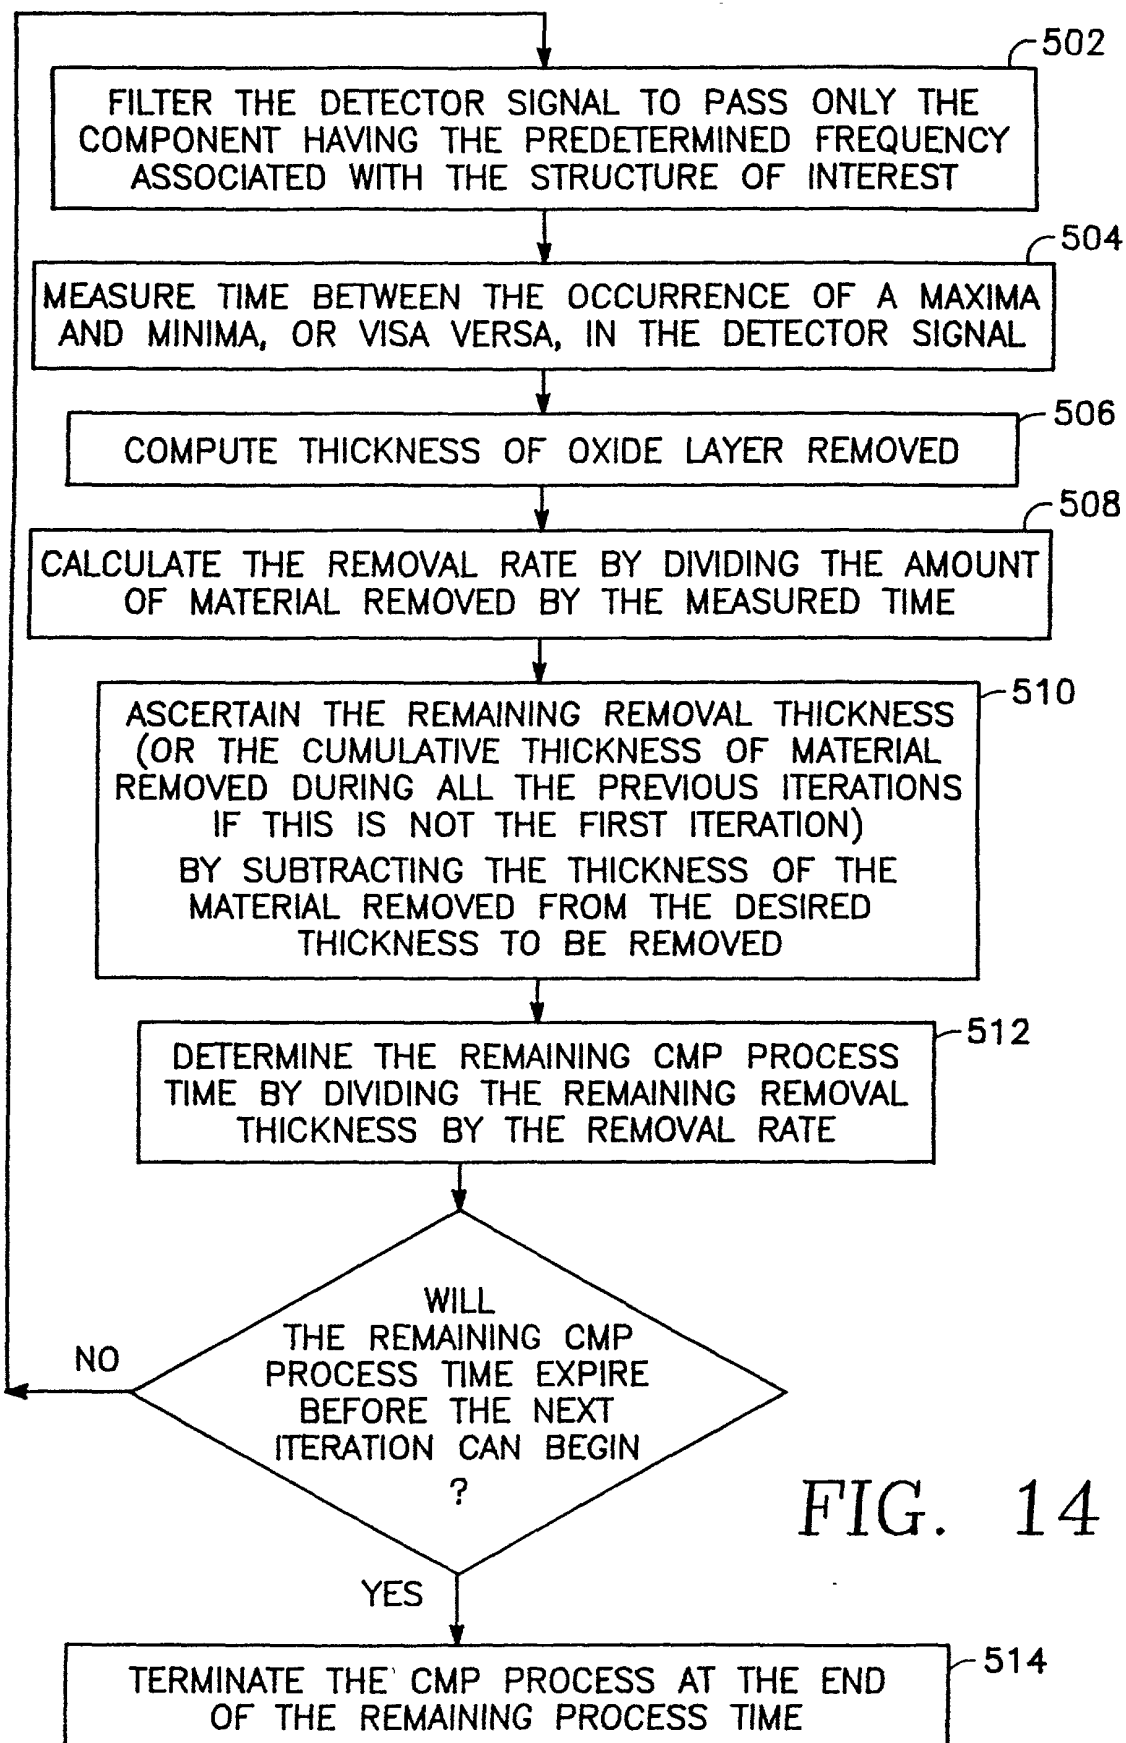 502
FILTER THE DETECTOR SIGNAL TO PASS ONLY THE
COMPONENT HAVING THE PREDETERMINED FREQUENCY
ASSOCIATED WITH THE STRUCTURE OF INTEREST
504
MEASURE TIME BETWEEN THE OCCURRENCE OF A MAXIMA
AND MINIMA, OR VISA VERSA, IN THE DETECTOR SIGNAL
506
COMPUTE THICKNESS OF OXIDE LAYER REMOVED
508
CALCULATE THE REMOVAL RATE BY DIVIDING THE AMOUNT
OF MATERIAL REMOVED BY THE MEASURED TIME
510
ASCERTAIN THE REMAINING REMOVAL THICKNESS
(OR THE CUMULATIVE THICKNESS OF MATERIAL
REMOVED DURING ALL THE PREVIOUS ITERATIONS
IF THIS IS NOT THE FIRST ITERATION)
BY SUBTRACTING THE THICKNESS OF THE
MATERIAL REMOVED FROM THE DESIRED
THICKNESS TO BE REMOVED
512
DETERMINE THE REMAINING CMP PROCESS
TIME BY DIVIDING THE REMAINING REMOVAL
THICKNESS BY THE REMOVAL RATE
WILL
THE REMAINING CMP
PROCESS TIME EXPIRE
BEFORE THE NEXT
ITERATION CAN BEGIN
?
NO
FIG. 14
YES
514
TERMINATE THE CMP PROCESS AT THE END
OF THE REMAINING PROCESS TIME